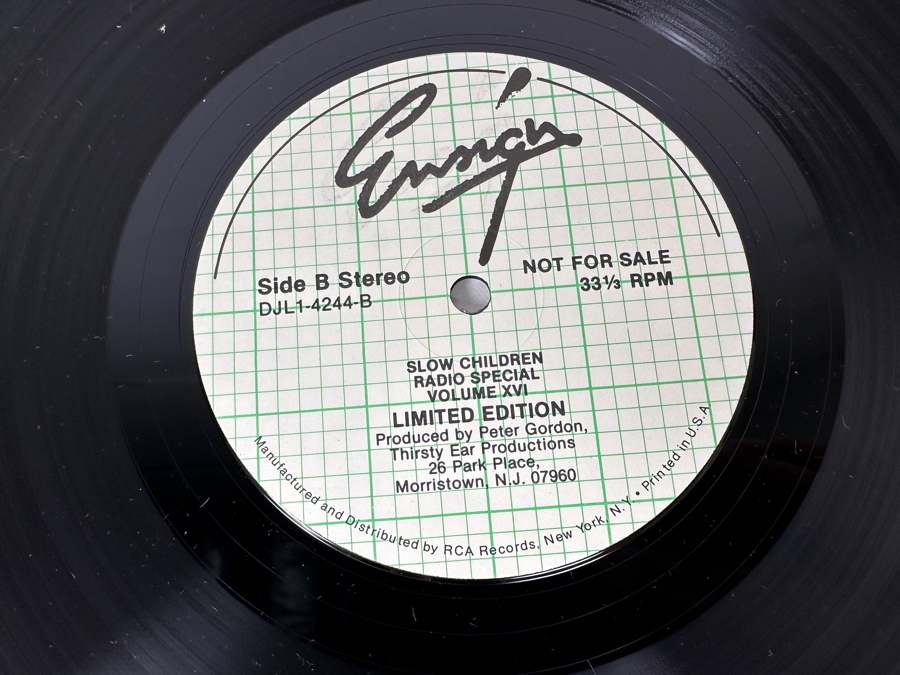 Ensign
Side B Stereo
DJL1-4244-B
NOT FOR SALE
33⅓ RPM
SLOW CHILDREN
RADIO SPECIAL
VOLUME XVI
LIMITED EDITION
Produced by Peter Gordon,
Thirsty Ear Productions
26 Park Place,
Morristown, N.J. 07960
Manufactured and Distributed by RCA Records, New York, N.Y. • Printed in U.S.A.